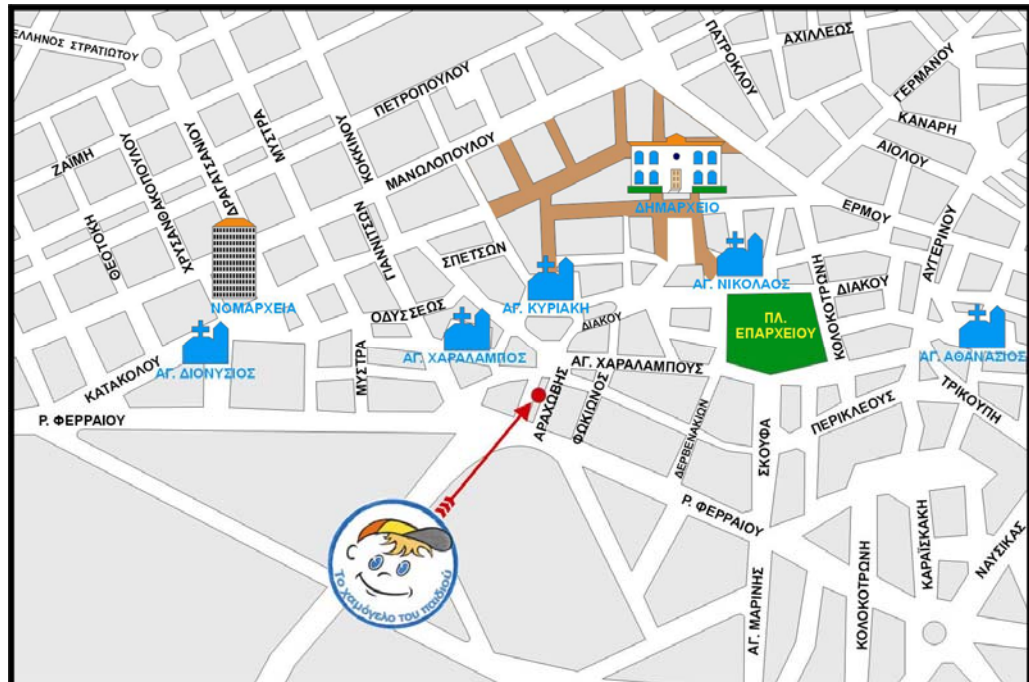 ΕΛΛΗΝΟΣ ΣΤΡΑΤΙΩΤΟΥ
ΠΑΤΡΟΚΛΟΥ
ΑΧΙΛΛΕΩΣ
ΓΕΡΜΑΝΟΥ
ΚΑΝΑΡΗ
ΑΙΟΛΟΥ
ΠΕΤΡΟΠΟΥΛΟΥ
ΜΥΣΤΡΑ
ΖΑΪΜΗ
ΚΟΚΚΙΝΟΥ
ΜΑΝΩΛΟΠΟΥΛΟΥ
ΔΡΑΓΑΤΣΑΝΙΟΥ
ΧΡΥΣΑΝΘΑΚΟΠΟΥΛΟΥ
ΘΕΟΤΟΚΗ
ΓΙΑΝΙΤΣΩΝ
ΣΠΕΤΣΩΝ
ΔΗΜΑΡΧΕΙΟ
ΕΡΜΟΥ
ΑΥΓΕΡΙΝΟΥ
ΑΓ. ΝΙΚΟΛΑΟΣ
ΚΟΛΟΚΟΤΡΩΝΗ
ΔΙΑΚΟΥ
ΝΟΜΑΡΧΕΙΑ
ΟΔΥΣΣΕΩΣ
ΑΓ. ΚΥΡΙΑΚΗ
ΔΙΑΚΟΥ
ΠΛ.
ΕΠΑΡΧΕΙΟΥ
ΑΓ. ΔΙΟΝΥΣΙΟΣ
ΑΓ. ΧΑΡΑΛΑΜΠΟΣ
ΑΓ. ΧΑΡΑΛΑΜΠΟΥΣ
ΑΓ. ΑΘΑΝΑΣΙΟΣ
ΚΑΤΑΚΟΛΟΥ
ΜΥΣΤΡΑ
ΤΡΙΚΟΥΠΗ
Ρ. ΦΕΡΡΑΙΟΥ
ΑΡΑΧΩΒΗΣ
ΦΩΚΙΩΝΟΣ
ΔΕΡΒΕΝΑΚΙΩΝ
ΣΚΟΥΦΑ
ΠΕΡΙΚΛΕΟΥΣ
Ρ. ΦΕΡΡΑΙΟΥ
ΑΓ. ΜΑΡΙΝΗΣ
ΚΟΛΟΚΟΤΡΩΝΗ
ΚΑΡΑΪΣΚΑΚΗ
ΝΑΥΣΙΚΑΣ
Το χαμόγελο του παιδιού